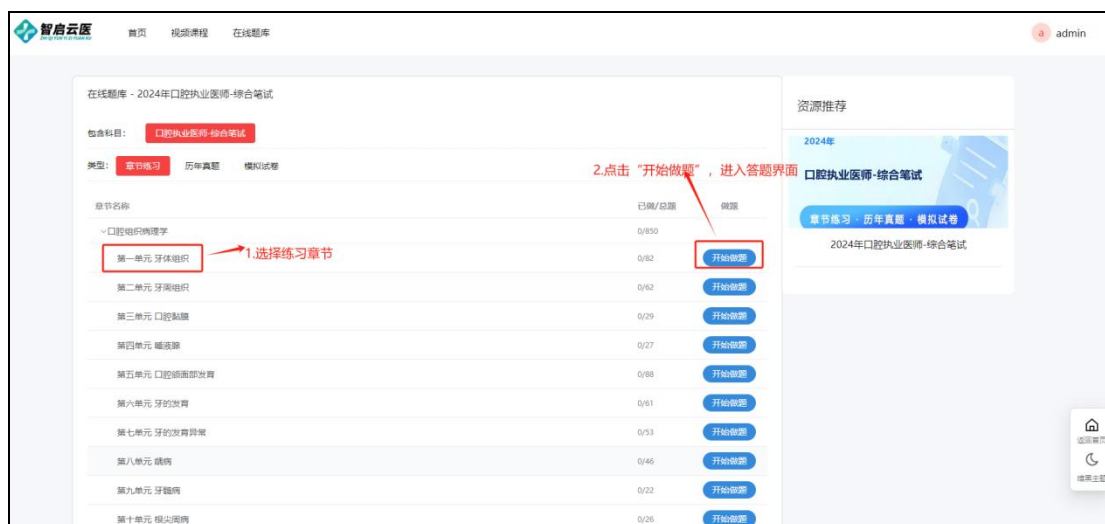 智启云医
首页 视频课程 在线题库
a admin
在线题库 - 2024年口腔执业医师-综合笔试
包含科目: 口腔执业医师-综合笔试
类型: 章节练习 历年真题 模拟试卷
2.点击“开始做题”，进入答题界面
章节名称 已做/总题 做题
口腔组织病理学 0/850
第一单元 牙体组织 0/82 开始做题
1.选择练习章节
第二单元 牙周组织 0/62 开始做题
第三单元 口腔黏膜 0/29 开始做题
第四单元 唾液腺 0/27 开始做题
第五单元 口腔颌面部发育 0/88 开始做题
第六单元 牙的发育 0/61 开始做题
第七单元 牙的发育异常 0/53 开始做题
第八单元 龋病 0/46 开始做题
第九单元 牙髓病 0/22 开始做题
第十单元 根尖周病 0/26 开始做题
资源推荐
2024年
口腔执业医师-综合笔试
章节练习 · 历年真题 · 模拟试卷
2024年口腔执业医师-综合笔试
返回首页
暗黑主题